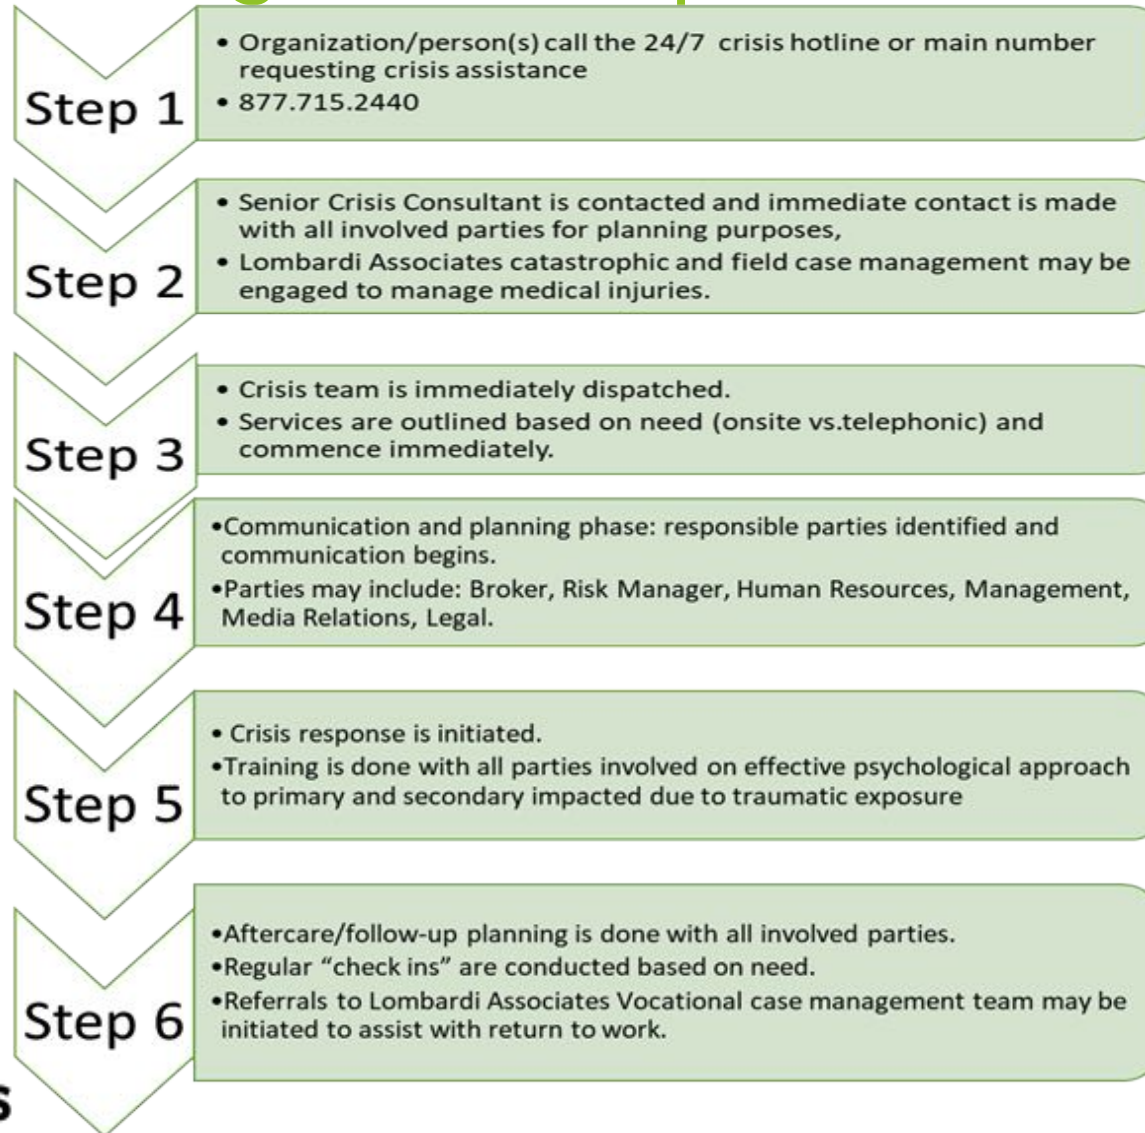 Step 1
• Organization/person(s) call the 24/7 crisis hotline or main number
requesting crisis assistance
• 877.715.2440
Step 2
• Senior Crisis Consultant is contacted and immediate contact is made
with all involved parties for planning purposes,
• Lombardi Associates catastrophic and field case management may be
engaged to manage medical injuries.
Step 3
• Crisis team is immediately dispatched.
• Services are outlined based on need (onsite vs.telephonic) and
commence immediately.
Step 4
•Communication and planning phase: responsible parties identified and
communication begins.
•Parties may include: Broker, Risk Manager, Human Resources, Management,
Media Relations, Legal.
Step 5
• Crisis response is initiated.
•Training is done with all parties involved on effective psychological approach
to primary and secondary impacted due to traumatic exposure
Step 6
•Aftercare/follow-up planning is done with all involved parties.
•Regular “check ins” are conducted based on need.
•Referrals to Lombardi Associates Vocational case management team may be
initiated to assist with return to work.
s